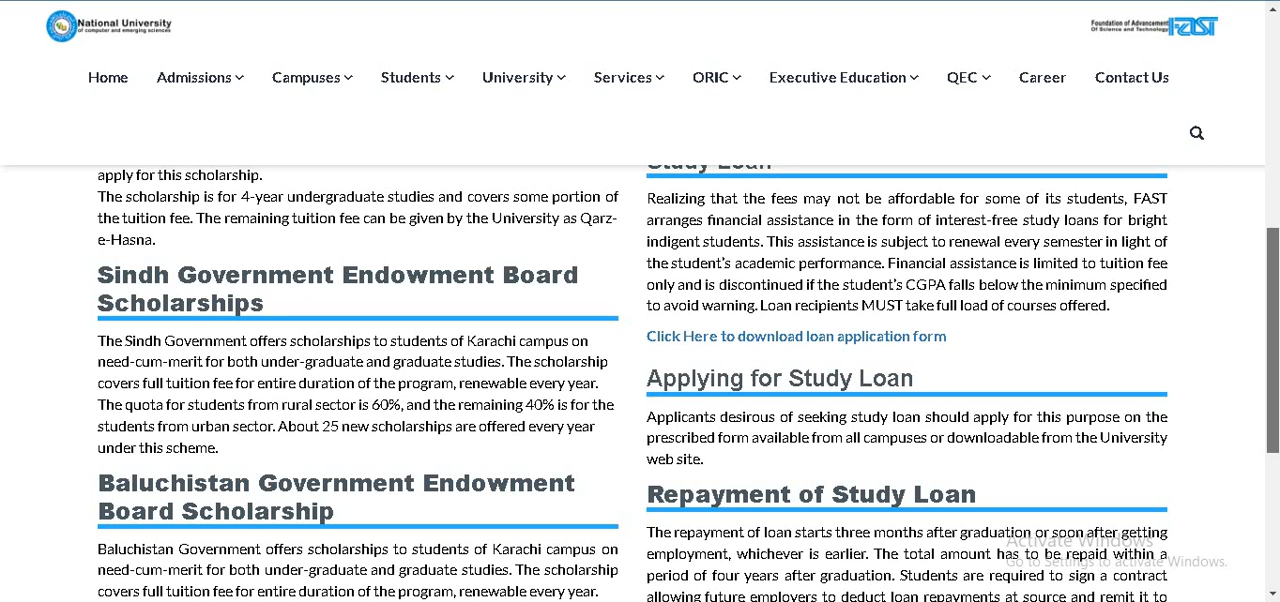 National University
of computer and emerging sciences
Foundation of Advancement
Of Science and Technology
FAST
Home
Admissions
Campuses
Students
University
Services
ORIC
Executive Education
QEC
Career
Contact Us
apply for this scholarship.
The scholarship is for 4-year undergraduate studies and covers some portion of
the tuition fee. The remaining tuition fee can be given by the University as Qarz-
e-Hasna.
Sindh Government Endowment Board
Scholarships
The Sindh Government offers scholarships to students of Karachi campus on
need-cum-merit for both under-graduate and graduate studies. The scholarship
covers full tuition fee for entire duration of the program, renewable every year.
The quota for students from rural sector is 60%, and the remaining 40% is for the
students from urban sector. About 25 new scholarships are offered every year
under this scheme.
Baluchistan Government Endowment
Board Scholarship
Baluchistan Government offers scholarships to students of Karachi campus on
need-cum-merit for both under-graduate and graduate studies. The scholarship
covers full tuition fee for entire duration of the program, renewable every year.
Study Loan
Realizing that the fees may not be affordable for some of its students, FAST
arranges financial assistance in the form of interest-free study loans for bright
indigent students. This assistance is subject to renewal every semester in light of
the student's academic performance. Financial assistance is limited to tuition fee
only and is discontinued if the student's CGPA falls below the minimum specified
to avoid warning. Loan recipients MUST take full load of courses offered.
Click Here to download loan application form
Applying for Study Loan
Applicants desirous of seeking study loan should apply for this purpose on the
prescribed form available from all campuses or downloadable from the University
web site.
Repayment of Study Loan
The repayment of loan starts three months after graduation or soon after getting
employment, whichever is earlier. The total amount has to be repaid within a
period of four years after graduation. Students are required to sign a contract
allowing future employers to deduct loan repayments at source and remit it to
Activate Windows
Go to Settings to activate Windows.